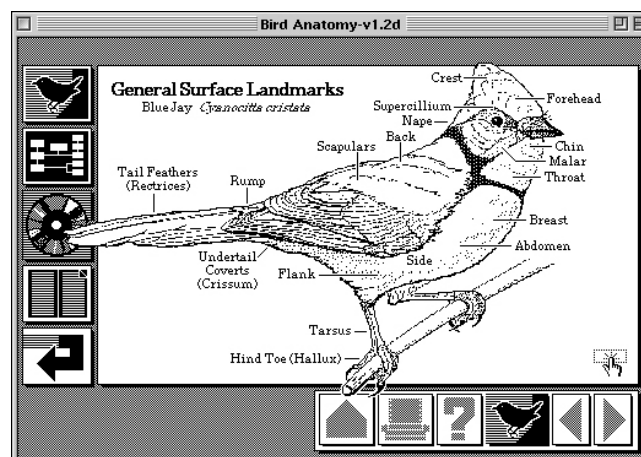 Bird Anatomy-v1.2d
General Surface Landmarks
Blue Jay Cyanocitta cristata
Crest
Forehead
Supercillium
Nape
Back
Chin
Scapulars
Malar
Tail Feathers
(Rectrices)
Rump
Throat
Breast
Abdomen
Undertail
Coverts
(Crissum)
Side
Flank
Tarsus
Hind Toe (Hallux)
?